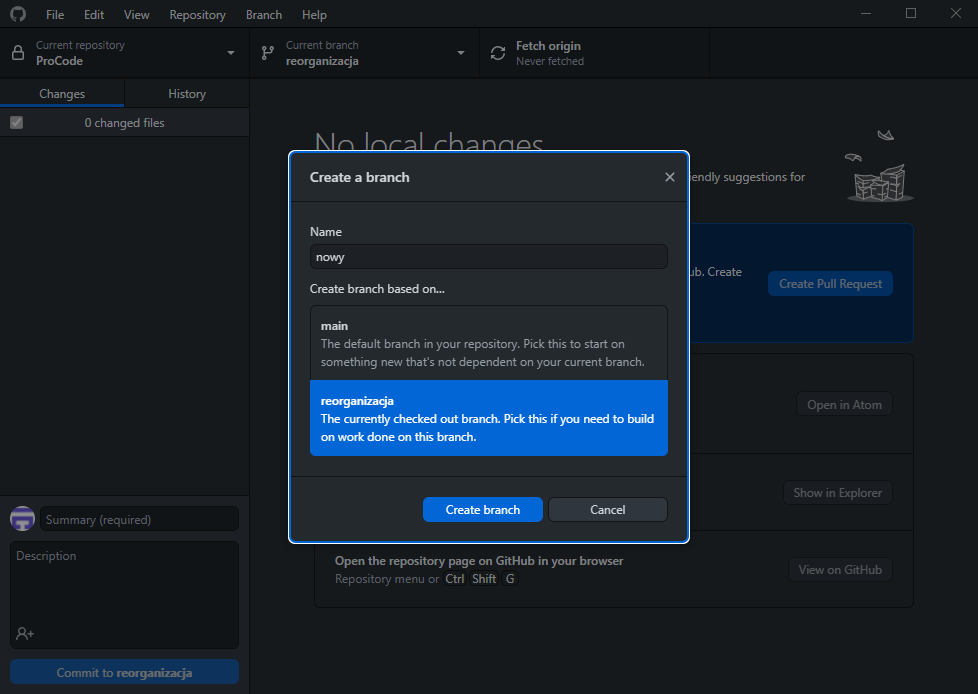 File Edit View Repository Branch Help
Current repository
ProCode
Current branch
reorganizacja
Fetch origin
Never fetched
Changes History
0 changed files
No local changes
iendly suggestions for
ub. Create
Create Pull Request
Create a branch
Name
nowy
Create branch based on...
main
The default branch in your repository. Pick this to start on
something new that's not dependent on your current branch.
reorganizacja
The currently checked out branch. Pick this if you need to build
on work done on this branch.
Create branch Cancel
Open in Atom
Show in Explorer
Open the repository page on GitHub in your browser
Repository menu or Ctrl Shift G
View on GitHub
Summary (required)
Description
Commit to reorganizacja